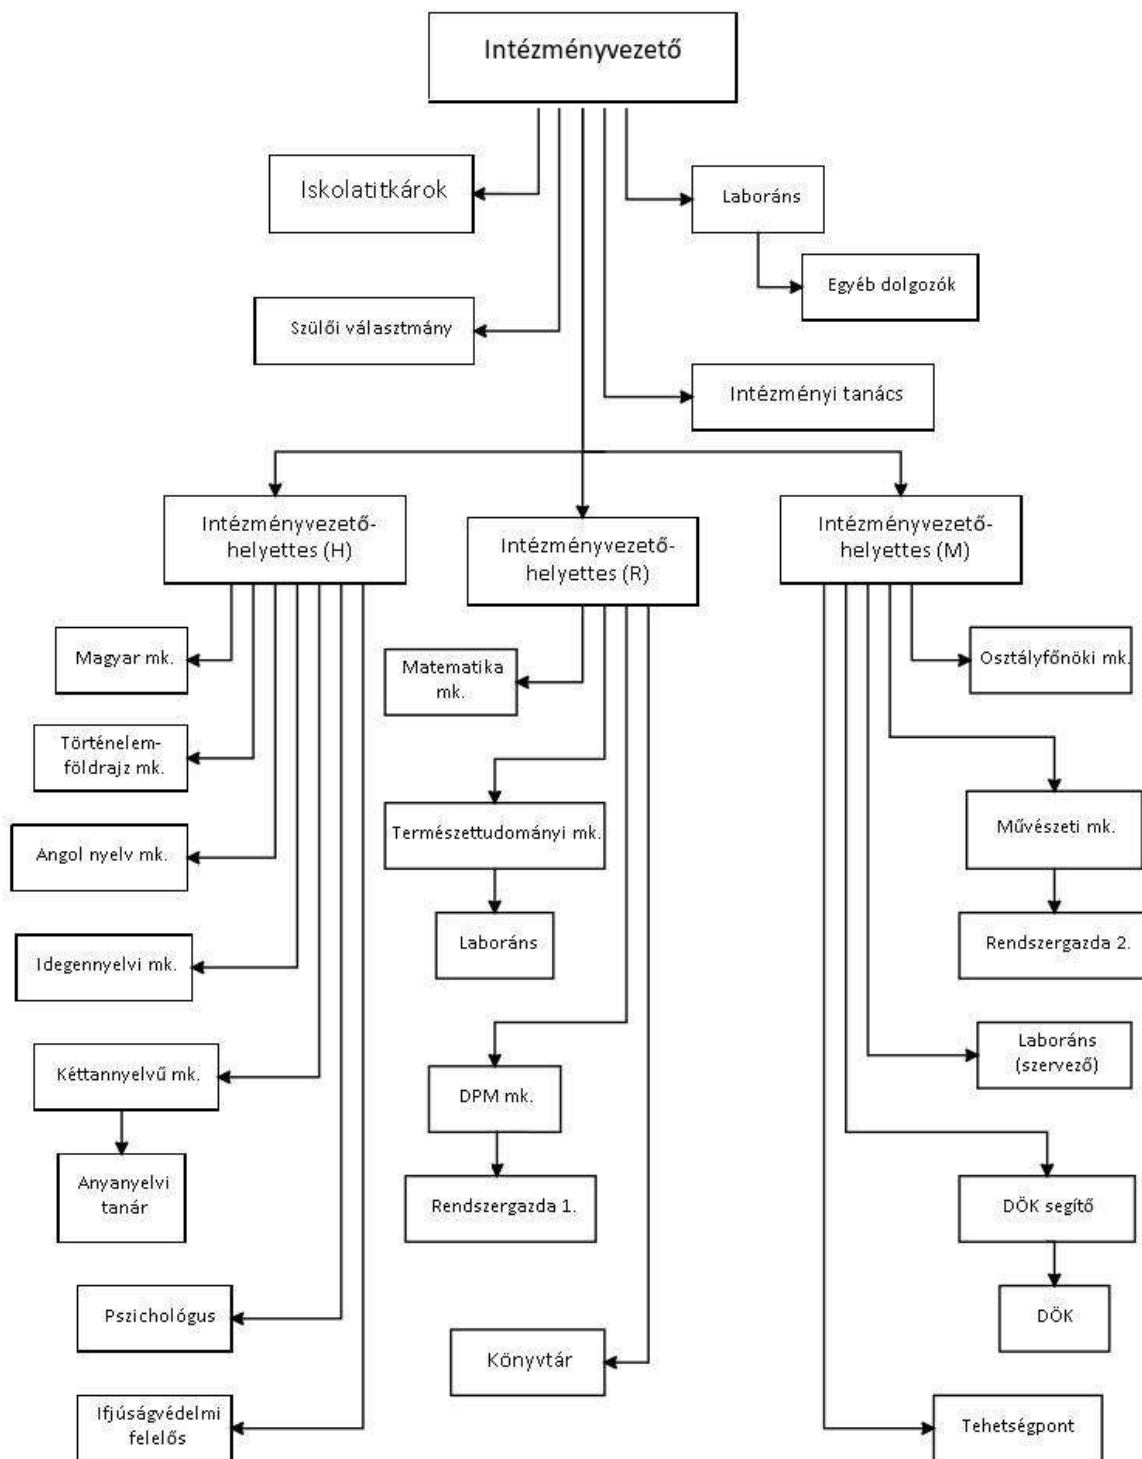 Intézményvezető
Iskolatitkárok
Laboráns
Egyéb dolgozók
Szülői választmány
Intézményi tanács
Intézményvezető-
helyettes (H)
Intézményvezető-
helyettes (R)
Intézményvezető-
helyettes (M)
Magyar mk.
Történelem-
földrajz mk.
Angol nyelv mk.
Idegennyelvi mk.
Kéttannyelvű mk.
Anyanyelvi
tanár
Pszichológus
Ifjúságvédelmi
felelős
Matematika
mk.
Természettudományi mk.
Laboráns
DPM mk.
Rendszergazda 1.
Könyvtár
Osztályfőnöki mk.
Művészeti mk.
Rendszergazda 2.
Laboráns
(szervező)
DÖK segítő
DÖK
Tehetségpont